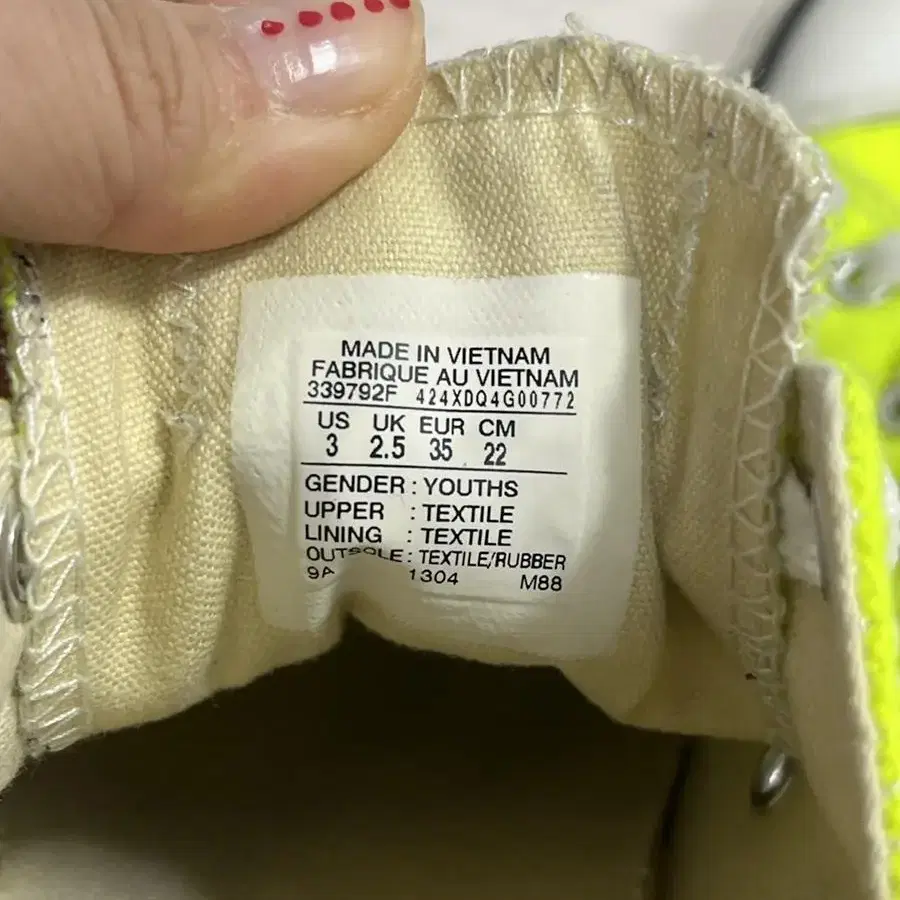 MADE IN VIETNAM
FABRIQUE AU VIETNAM
339792F 424XDQ4G00772
US UK EUR CM
3 2.5 35 22
GENDER : YOUTHS
UPPER : TEXTILE
LINING : TEXTILE
OUTSOLE : TEXTILE/RUBBER
1304 M88